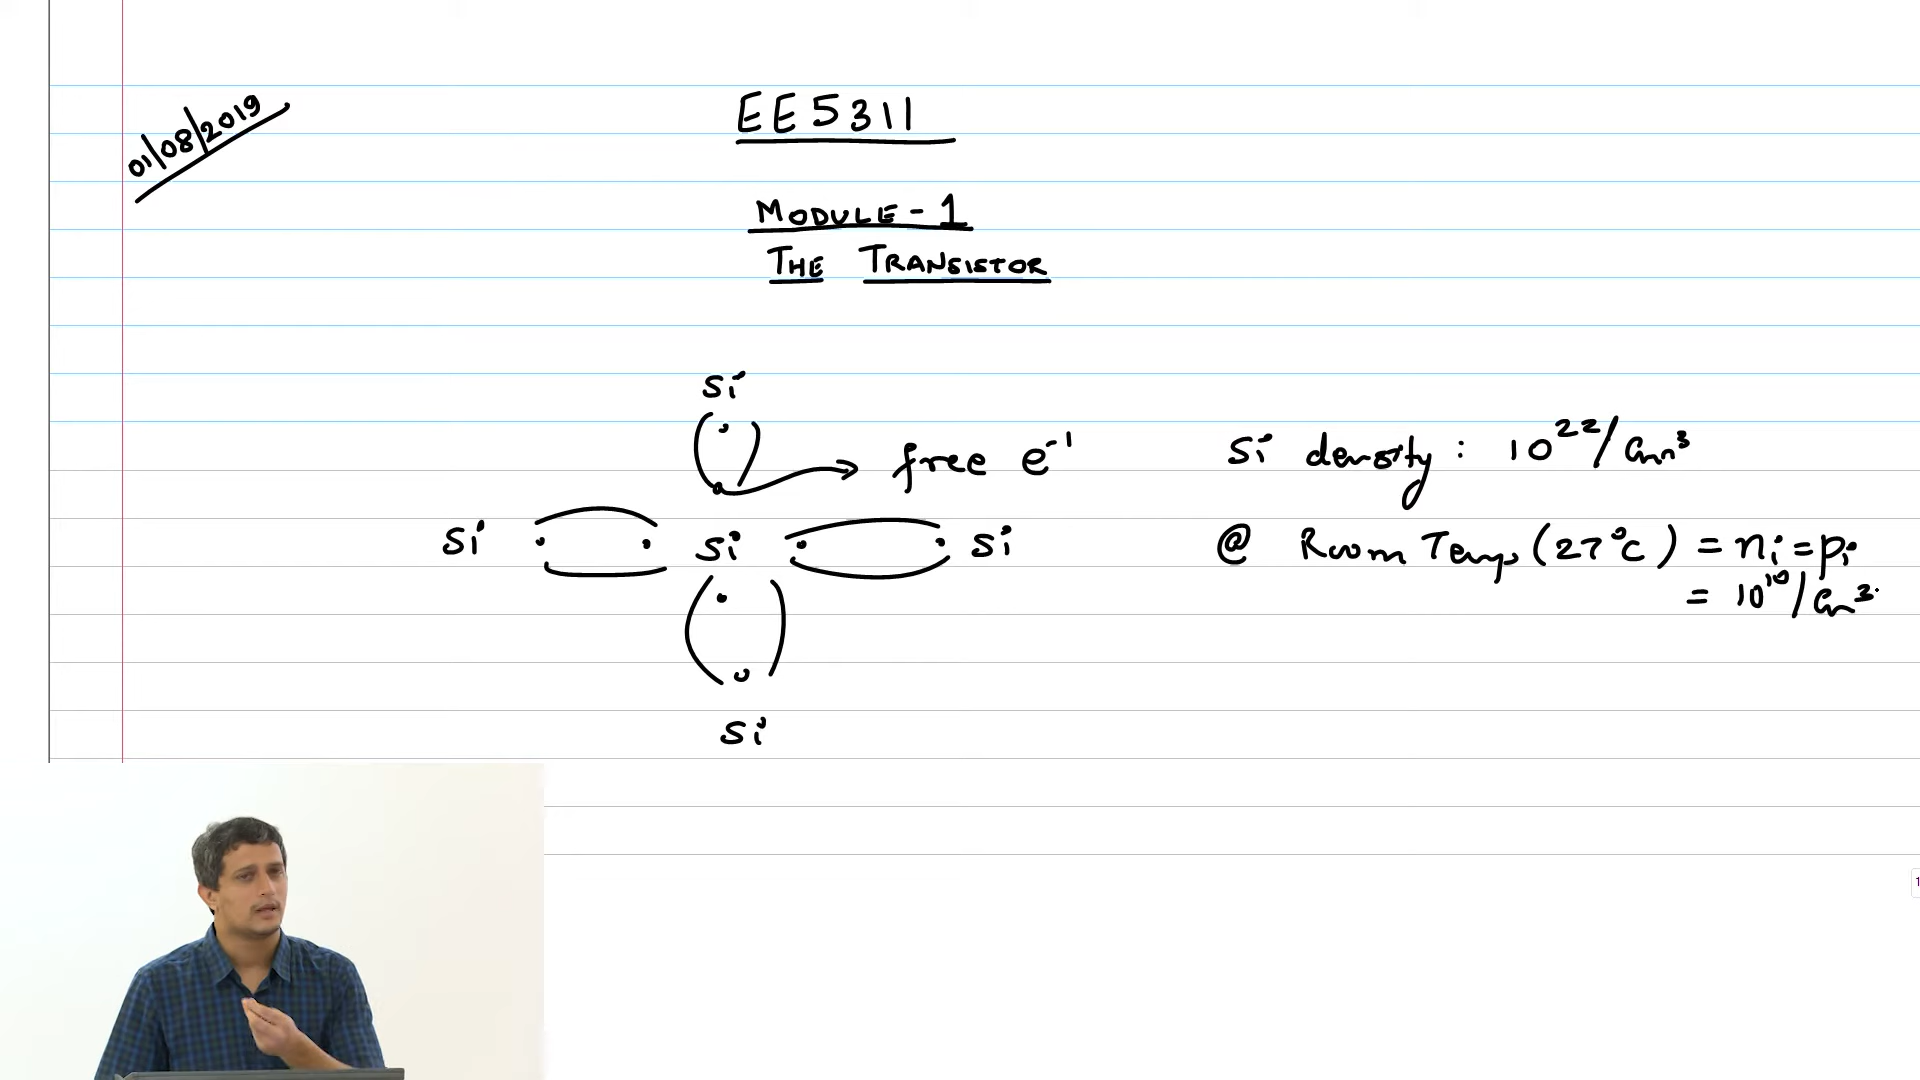 01/08/2019
EE5311
MODULE-1
THE TRANSISTOR
Si
free e⁻¹
Si density : 10²²/cm³
Si Si Si
@ Room Temp (27°C) = nᵢ = pᵢ
= 10¹⁰/cm³
Si
1